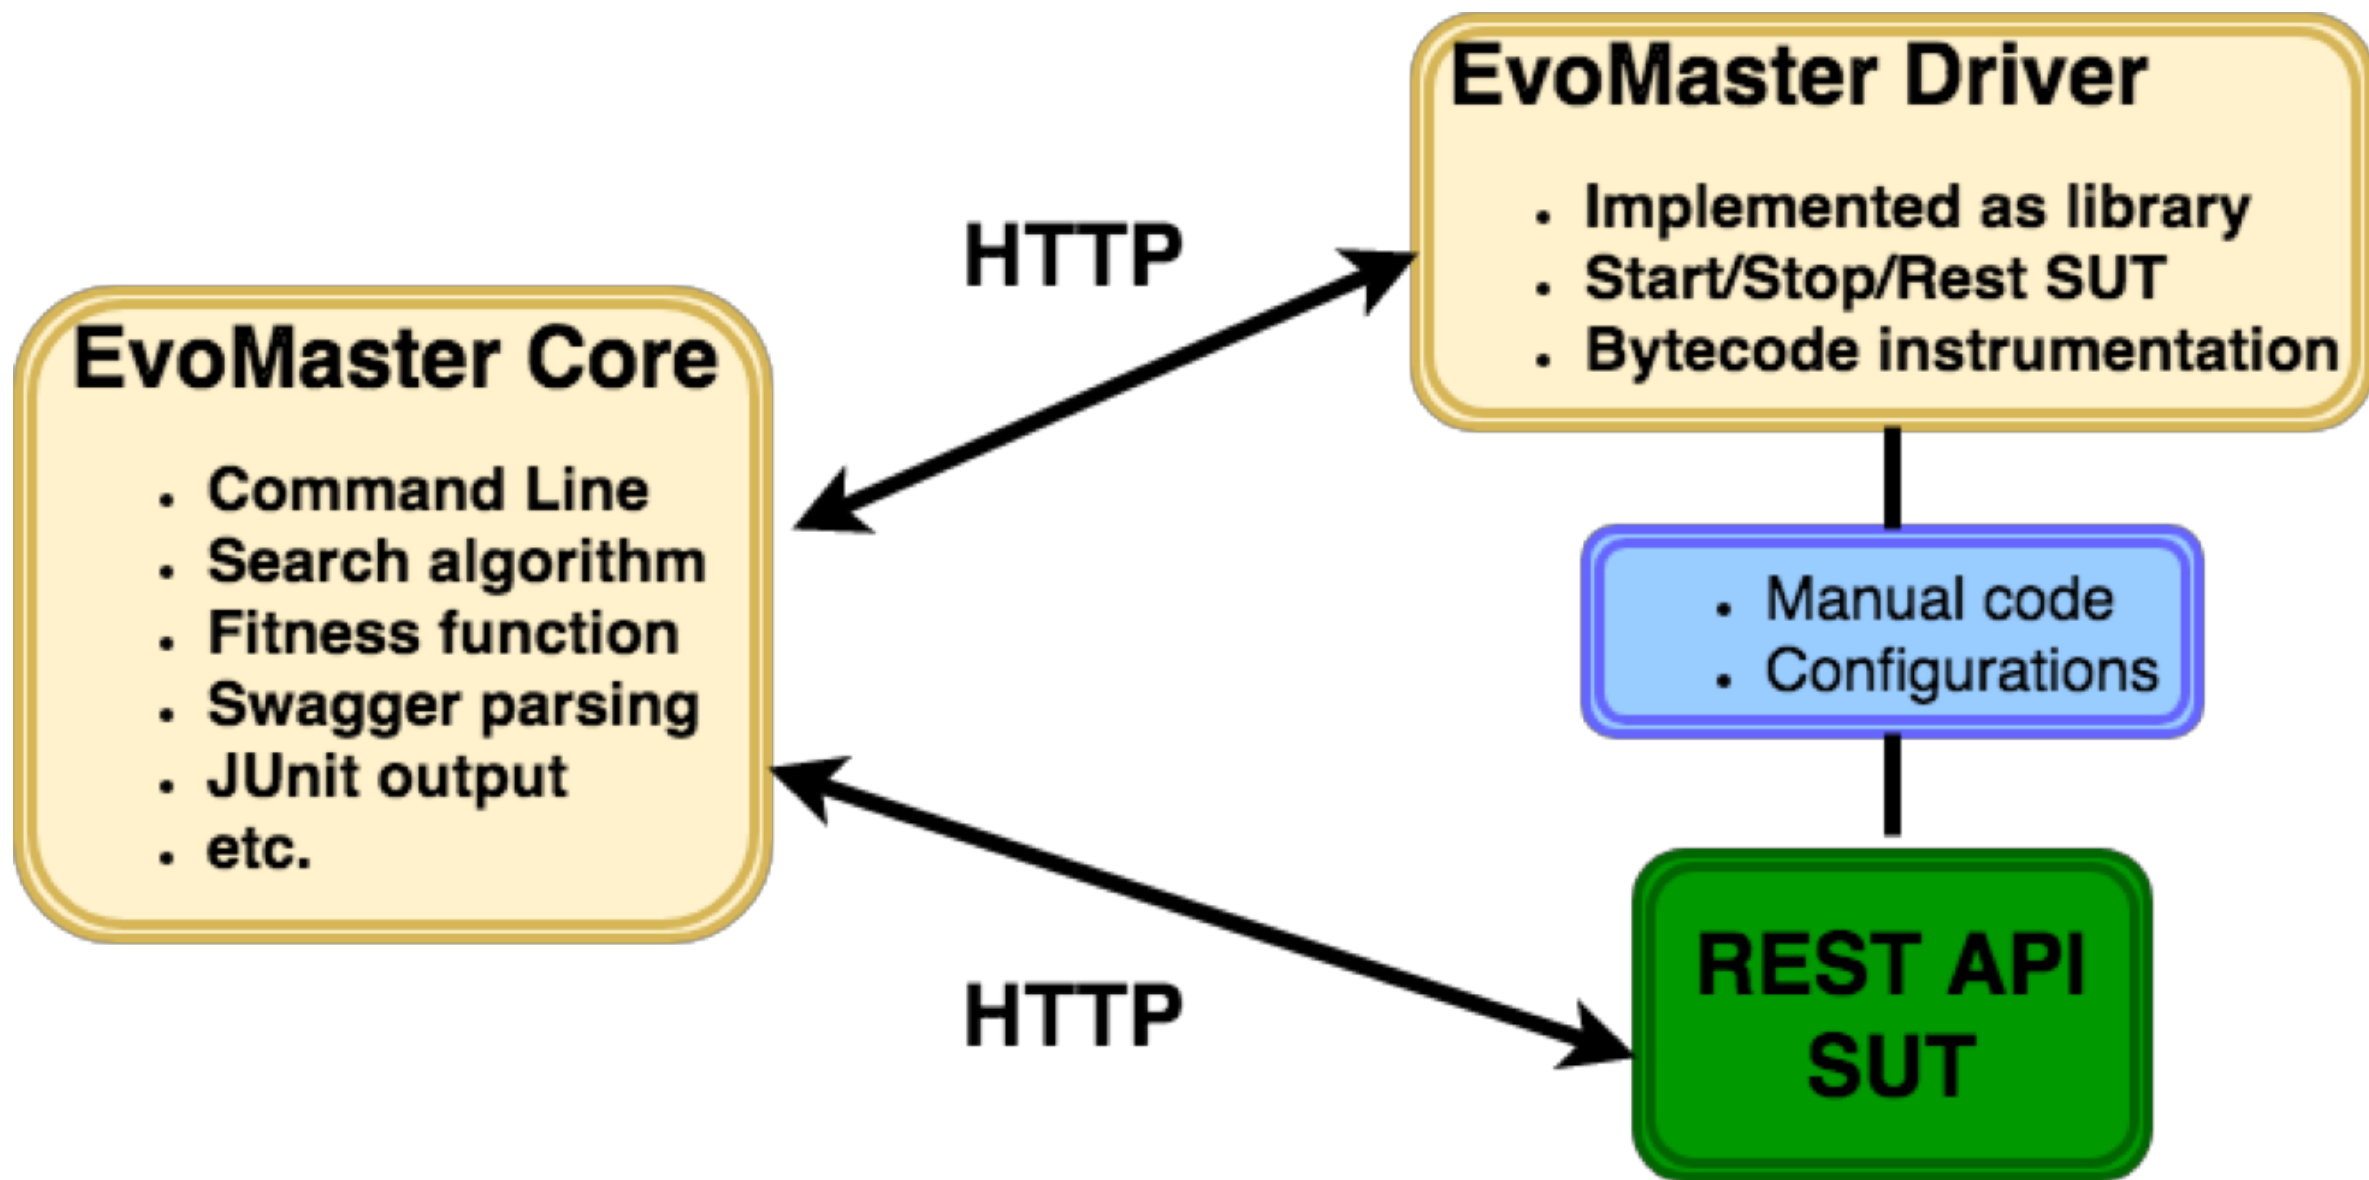 EvoMaster Driver
• Implemented as library
• Start/Stop/Rest SUT
• Bytecode instrumentation
HTTP
EvoMaster Core
• Command Line
• Search algorithm
• Fitness function
• Swagger parsing
• JUnit output
• etc.
• Manual code
• Configurations
HTTP
REST API
SUT